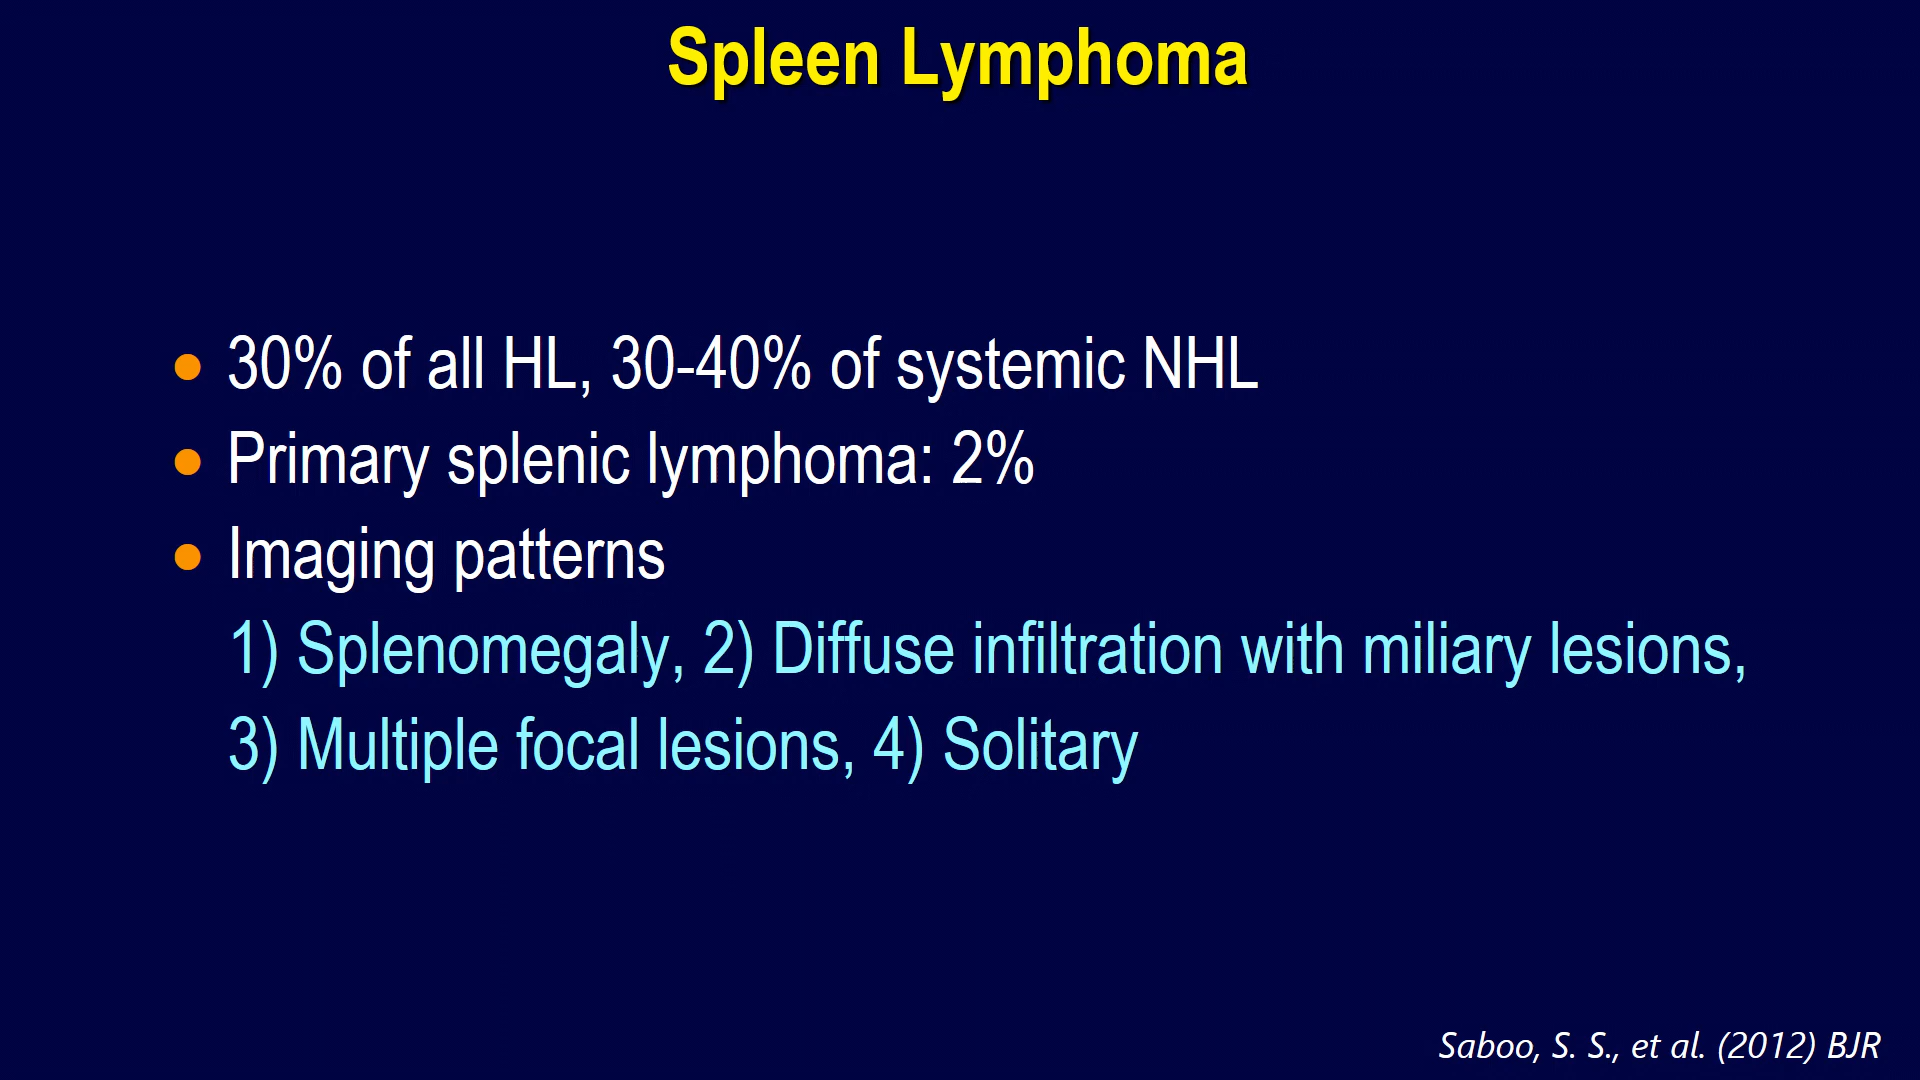 Spleen Lymphoma
• 30% of all HL, 30-40% of systemic NHL
• Primary splenic lymphoma: 2%
• Imaging patterns
1) Splenomegaly, 2) Diffuse infiltration with miliary lesions,
3) Multiple focal lesions, 4) Solitary
Saboo, S. S., et al. (2012) BJR